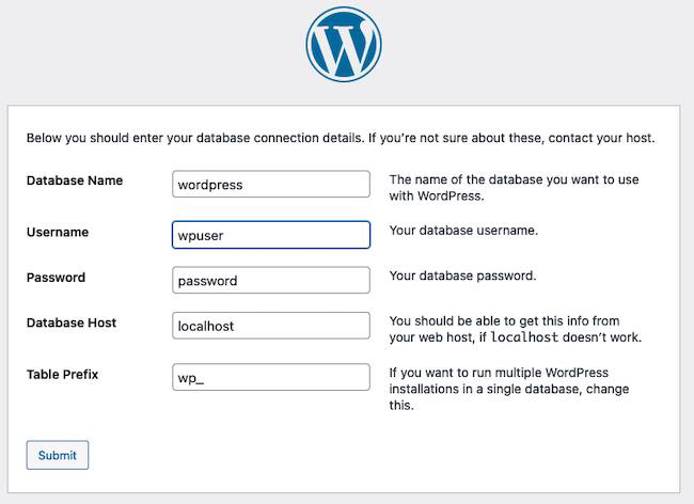 Below you should enter your database connection details. If you’re not sure about these, contact your host.
Database Name
wordpress
The name of the database you want to use
with WordPress.
Username
wpuser
Your database username.
Password
password
Your database password.
Database Host
localhost
You should be able to get this info from
your web host, if localhost doesn’t work.
Table Prefix
wp_
If you want to run multiple WordPress
installations in a single database, change
this.
Submit